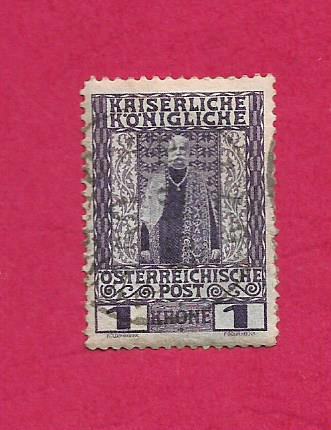 KAISERLICHE
KÖNIGLICHE
ÖSTERREICHISCHE
POST
1 KRONE 1